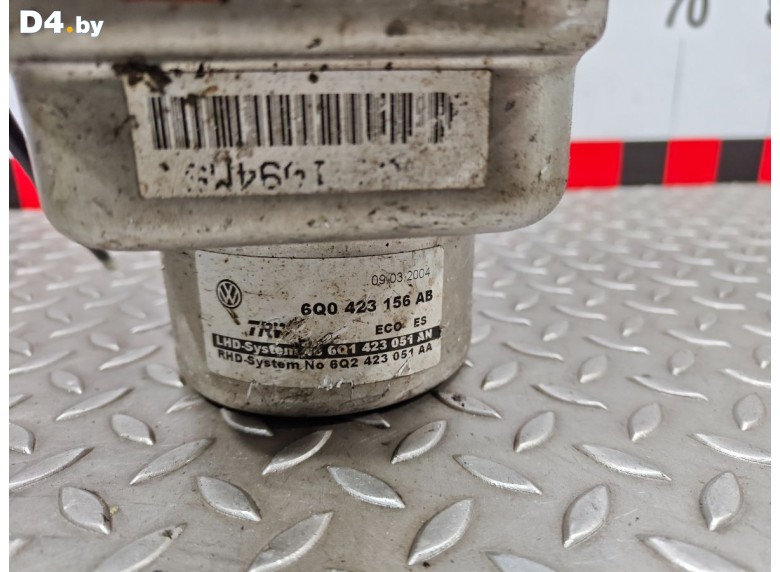 D4.by
70
09.03.2004
6Q0 423 156 AB
TRW
ECO ES
LHD-System No 6Q1 423 051 AN
RHD-System No 6Q2 423 051 AA